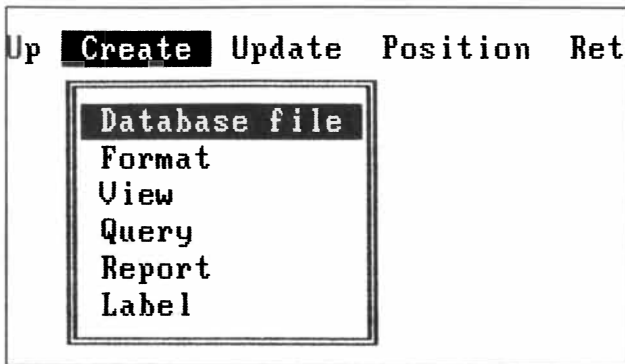 Up Create Update Position Ret
Database file
Format
View
Query
Report
Label